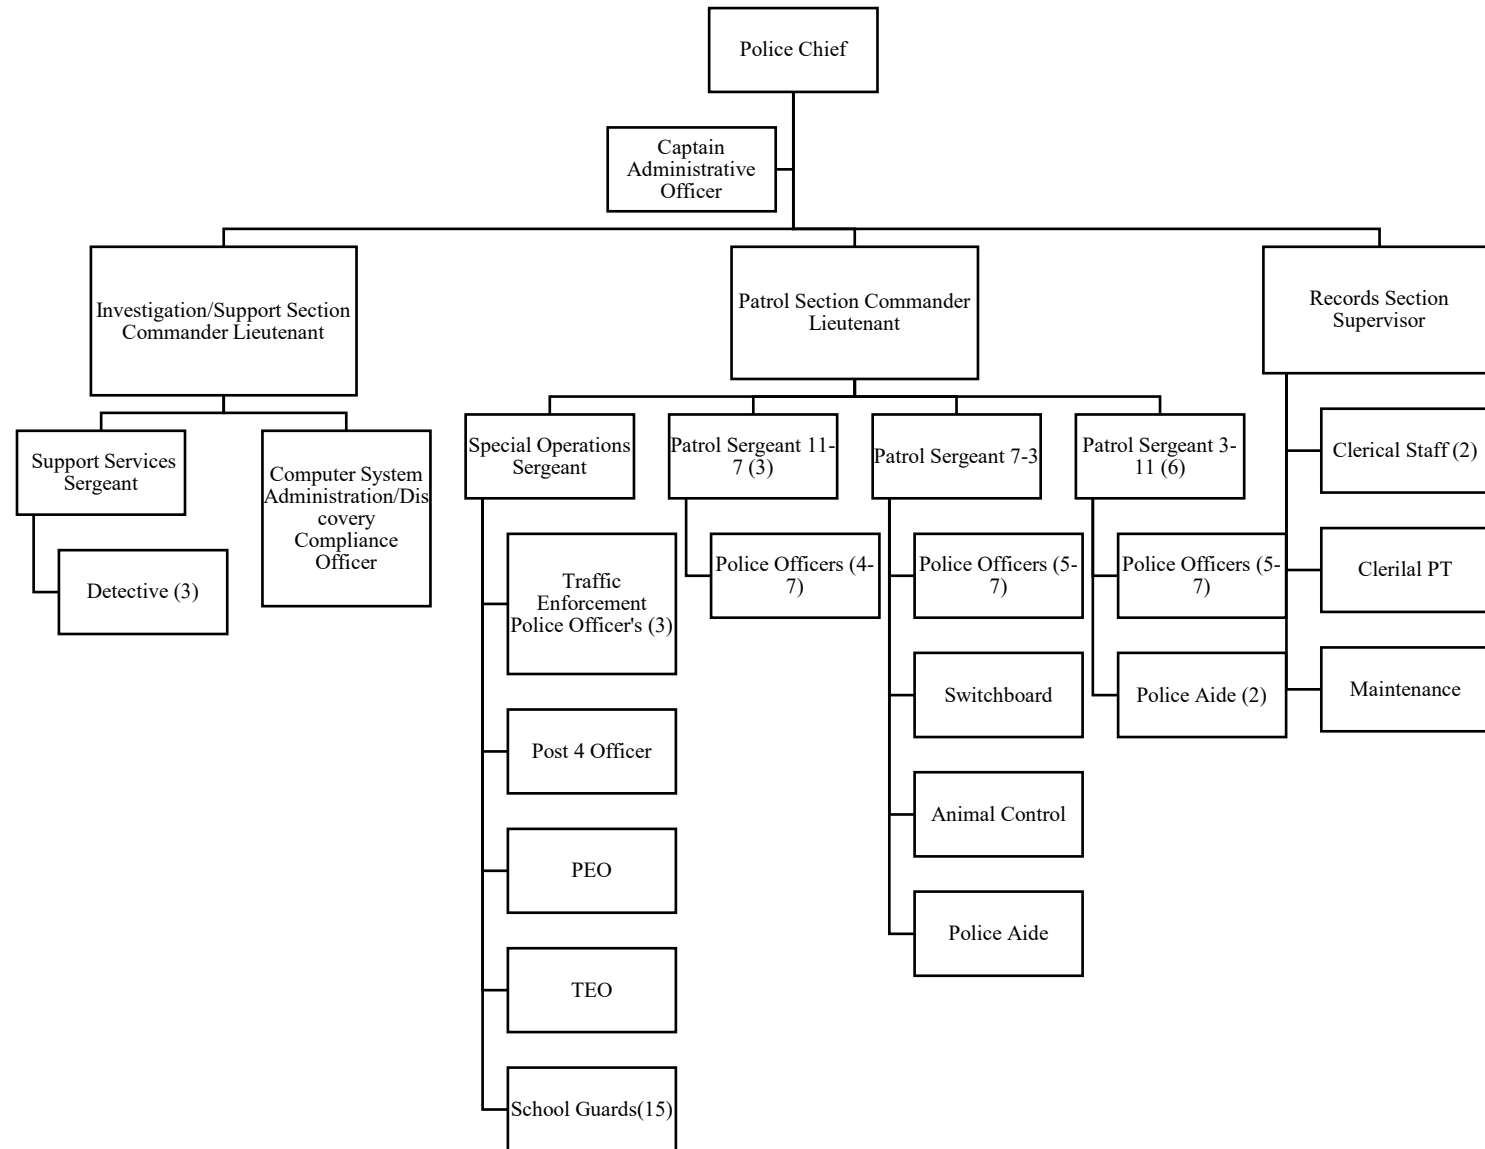 Police Chief
Captain
Administrative
Officer
Investigation/Support Section
Commander Lieutenant
Patrol Section Commander
Lieutenant
Records Section
Supervisor
Support Services
Sergeant
Computer System
Administration/Dis
covery
Compliance
Officer
Detective (3)
Special Operations
Sergeant
Traffic
Enforcement
Police Officer's (3)
Post 4 Officer
PEO
TEO
School Guards(15)
Patrol Sergeant 11-
7 (3)
Police Officers (4-
7)
Patrol Sergeant 7-3
Police Officers (5-
7)
Switchboard
Animal Control
Police Aide
Patrol Sergeant 3-
11 (6)
Police Officers (5-
7)
Police Aide (2)
Clerical Staff (2)
Clerilal PT
Maintenance